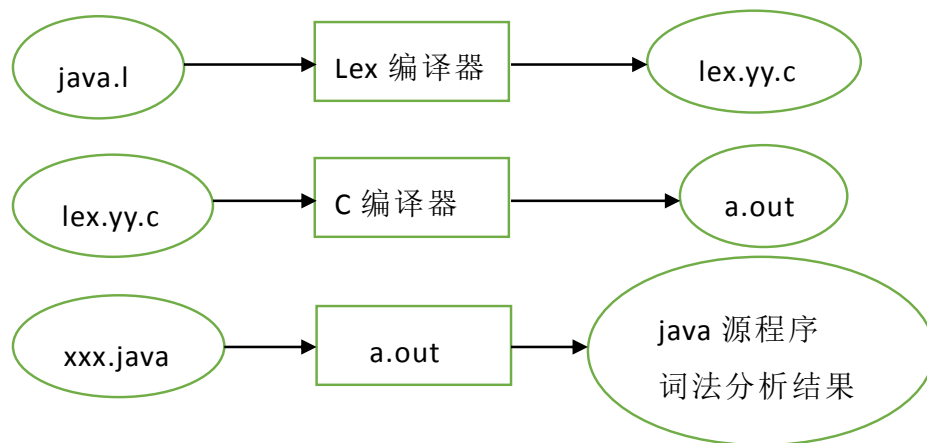 java.l
Lex 编译器
lex.yy.c
lex.yy.c
C 编译器
a.out
xxx.java
a.out
java 源程序
词法分析结果